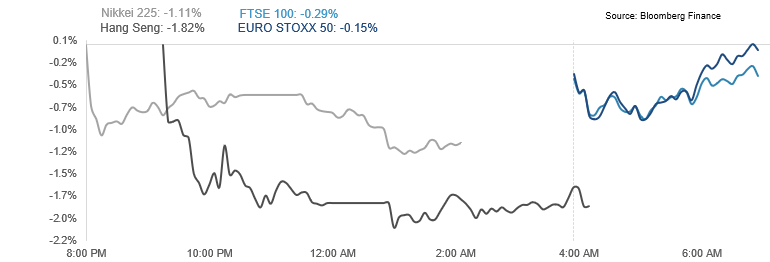 Nikkei 225: -1.11%
FTSE 100: -0.29%
Source: Bloomberg Finance
Hang Seng: -1.82%
EURO STOXX 50: -0.15%
0.1%
-0.2%
-0.5%
-0.7%
-1.0%
-1.2%
-1.5%
-1.7%
-2.0%
-2.2%
8:00 PM
10:00 PM
12:00 AM
2:00 AM
4:00 AM
6:00 AM